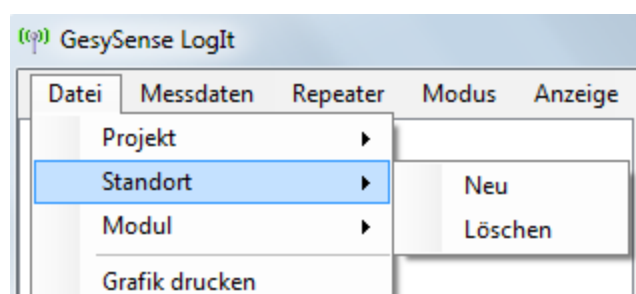 GesySense LogIt
Datei Messdaten Repeater Modus Anzeige
Projekt
Standort
Neu
Modul
Löschen
Grafik drucken